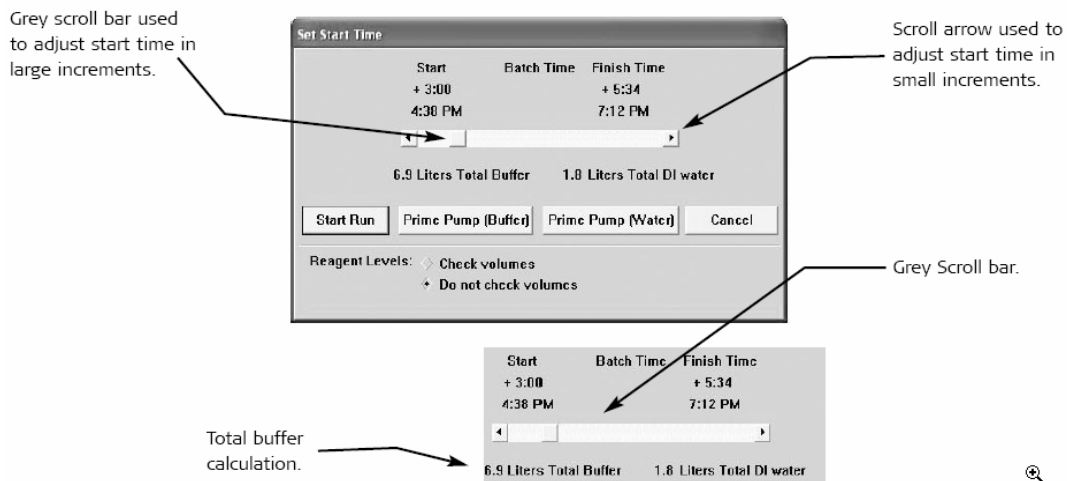 Grey scroll bar used
to adjust start time in
large increments.
Scroll arrow used to
adjust start time in
small increments.
Set Start Time
Start Batch Time Finish Time
+ 3:00 + 5:34
4:38 PM 7:12 PM
6.9 Liters Total Buffer 1.8 Liters Total DI water
Start Run Prime Pump (Buffer) Prime Pump (Water) Cancel
Reagent Levels: Check volumes
Do not check volumes
Grey Scroll bar.
Start Batch Time Finish Time
+ 3:00 + 5:34
4:38 PM 7:12 PM
Total buffer
calculation.
6.9 Liters Total Buffer 1.8 Liters Total DI water